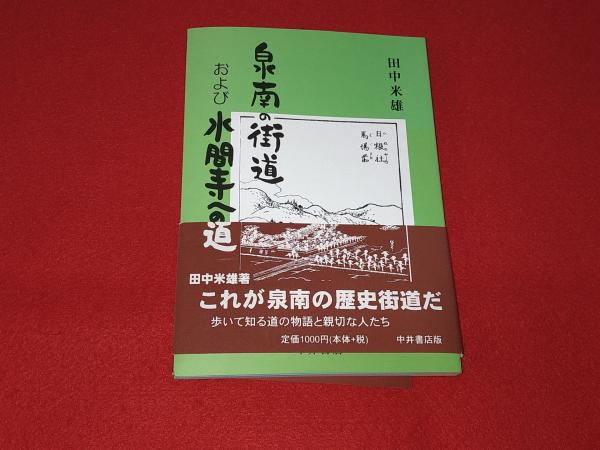 田中米雄
泉南の街道
および
水間寺への道
日根社
馬場當
田中米雄著
これが泉南の歴史街道だ
歩いて知る道の物語と親切な人たち
定価1000円(本体+税)
中井書店版